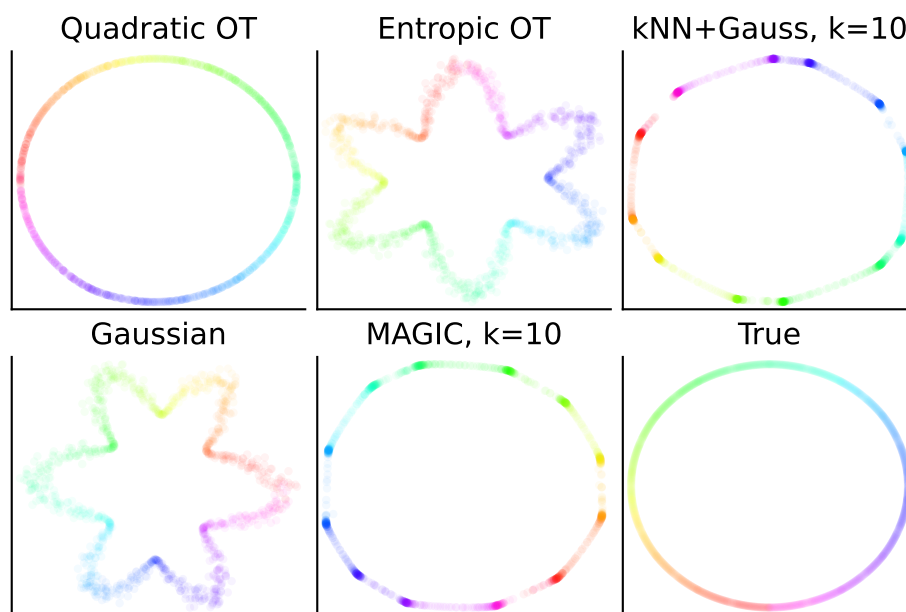 Quadratic OT
Entropic OT
kNN+Gauss, k=10
Gaussian
MAGIC, k=10
True